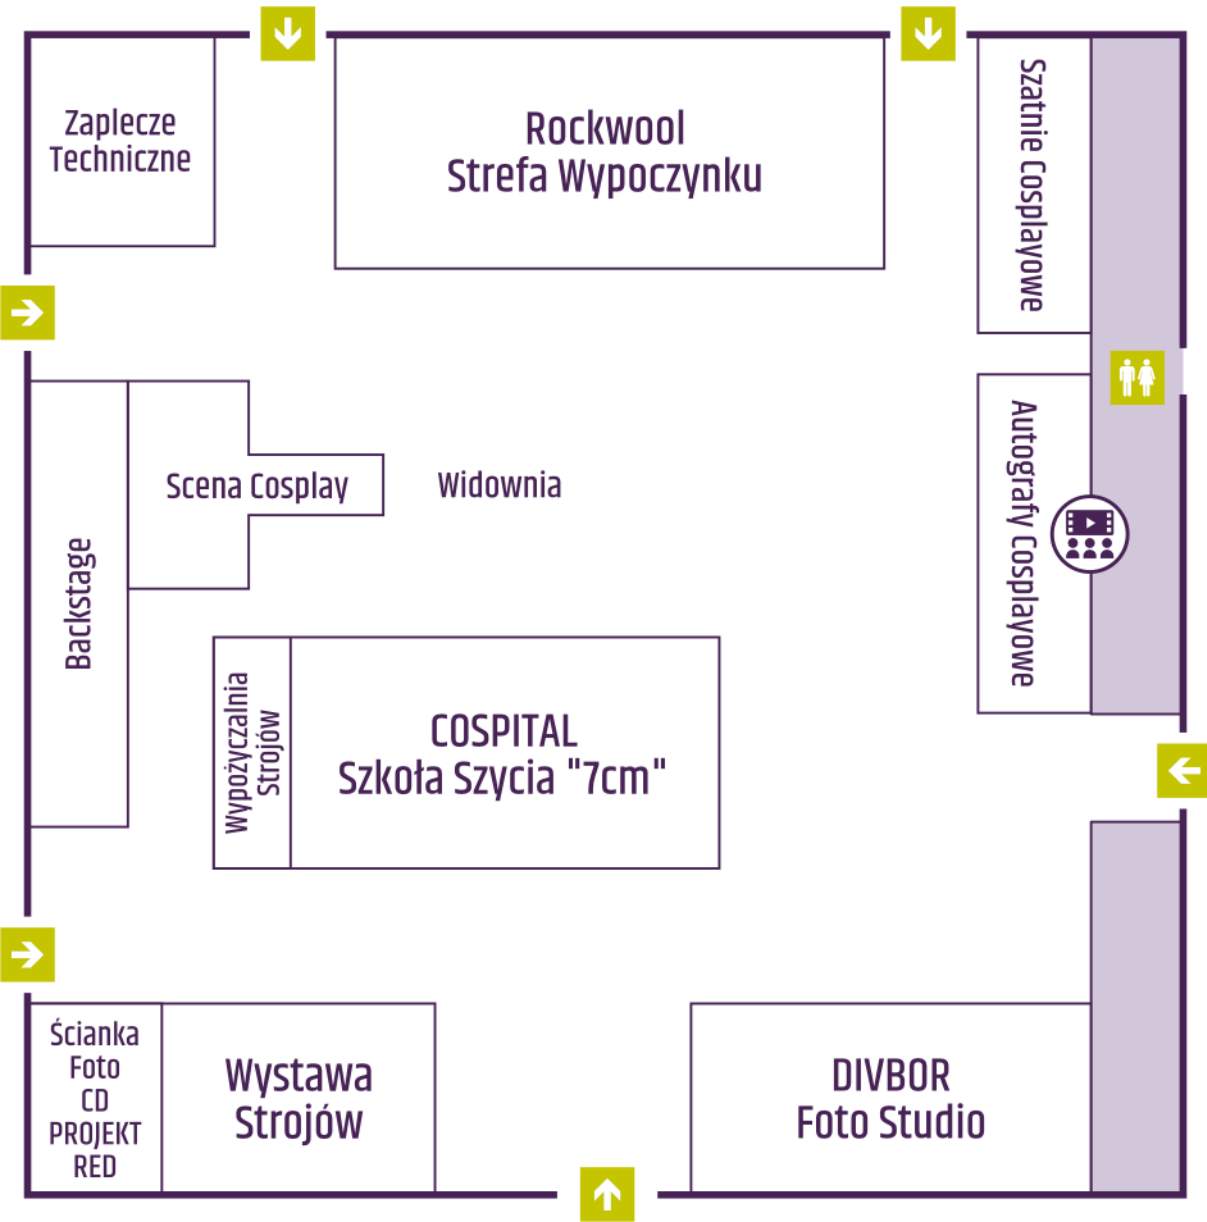 Zaplecze
Techniczne
Rockwool
Strefa Wypoczynku
Szatnie Cosplayowe
Scena Cosplay
Widownia
Autografy Cosplayowe
Backstage
Wypożyczalnia
Strojów
COSPITAL
Szkoła Szycia "7cm"
Ścianka
Foto
CD
PROJEKT
RED
Wystawa
Strojów
DIVBOR
Foto Studio